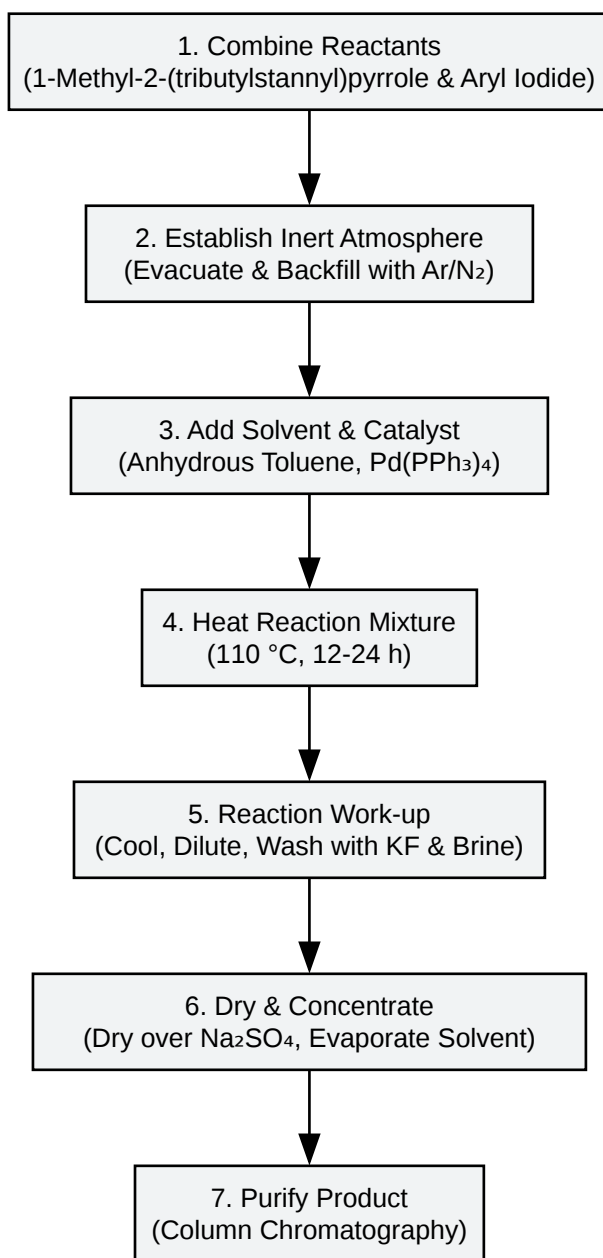 1. Combine Reactants
(1-Methyl-2-(tributylstannyl)pyrrole & Aryl Iodide)
2. Establish Inert Atmosphere
(Evacuate & Backfill with Ar/N₂)
3. Add Solvent & Catalyst
(Anhydrous Toluene, Pd(PPh₃)₄)
4. Heat Reaction Mixture
(110 °C, 12-24 h)
5. Reaction Work-up
(Cool, Dilute, Wash with KF & Brine)
6. Dry & Concentrate
(Dry over Na₂SO₄, Evaporate Solvent)
7. Purify Product
(Column Chromatography)